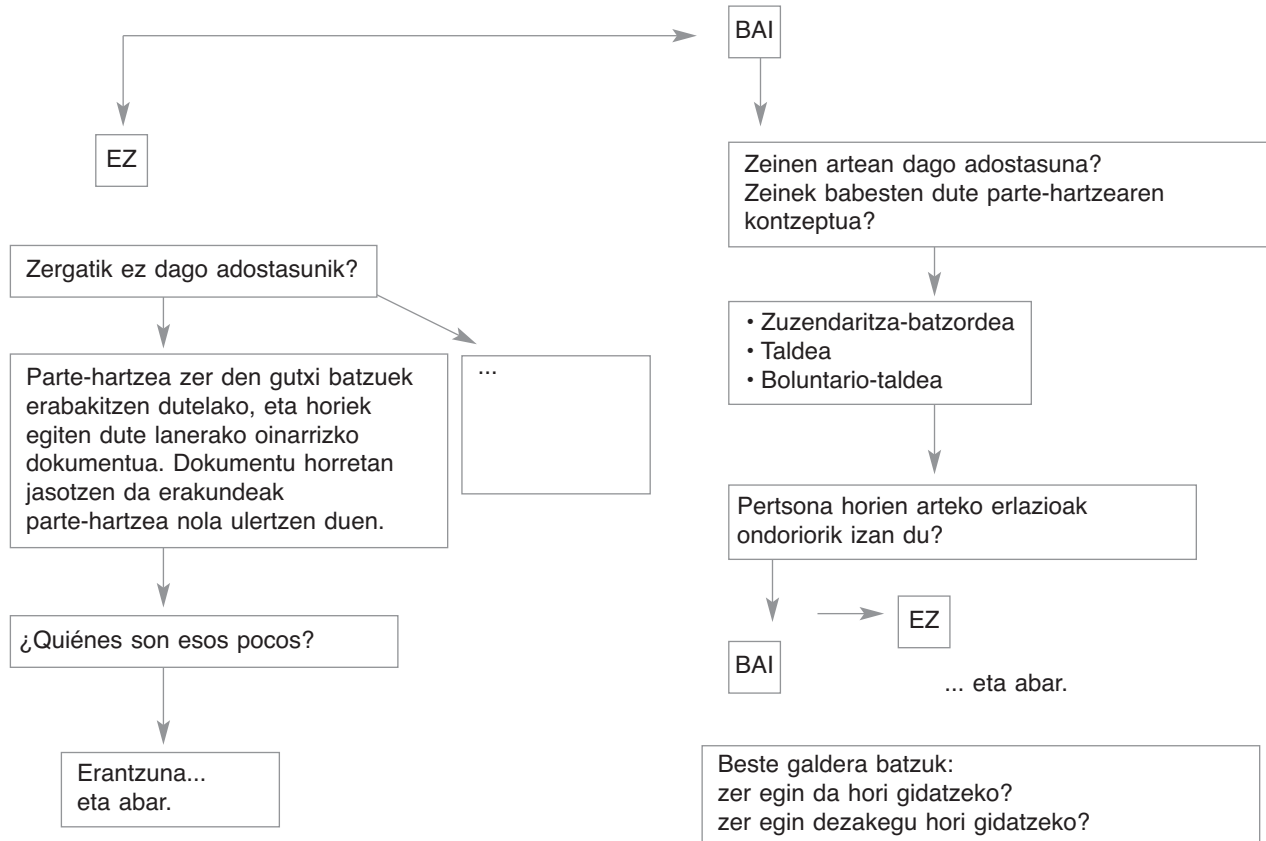 BAI
EZ
Zergatik ez dago adostasunik?
Parte-hartzea zer den gutxi batzuek
erabakitzen dutelako, eta horiek
egiten dute lanerako oinarrizko
dokumentua. Dokumentu horretan
jasotzen da erakundeak
parte-hartzea nola ulertzen duen.
...
¿Quiénes son esos pocos?
Erantzuna...
eta abar.
Zeinen artean dago adostasuna?
Zeinek babesten dute parte-hartzearen
kontzeptua?
• Zuzendaritza-batzordea
• Taldea
• Boluntario-taldea
Pertsona horien arteko erlazioak
ondoriorik izan du?
BAI
EZ
... eta abar.
Beste galdera batzuk:
zer egin da hori gidatzeko?
zer egin dezakegu hori gidatzeko?